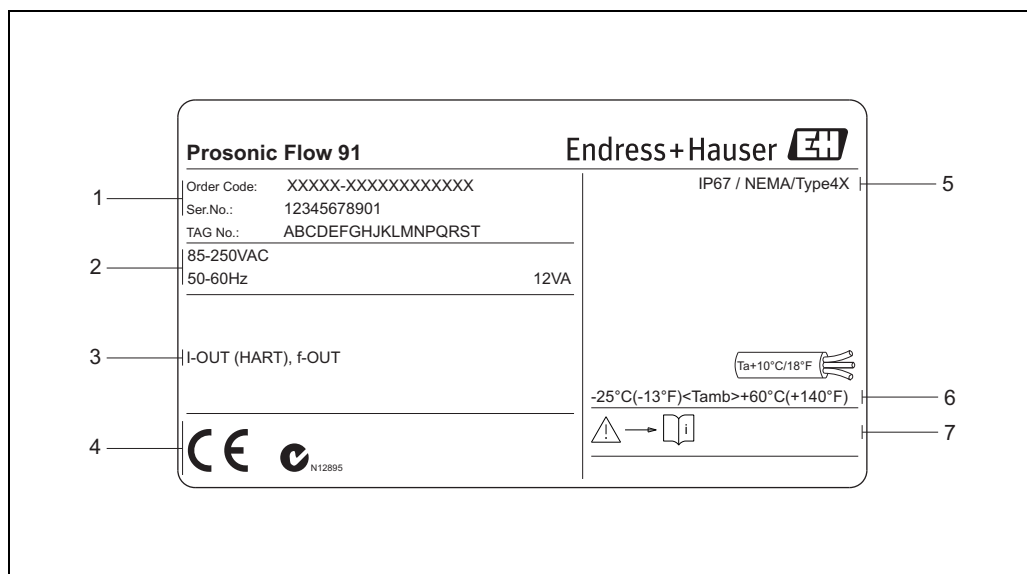 Prosonic Flow 91
Endress+Hauser EH
1
Order Code: XXXXX-XXXXXXXXXXXX
Ser.No.: 12345678901
TAG No.: ABCDEFGHJKLMNPQRST
2
85-250VAC
50-60Hz 12VA
3
I-OUT (HART), f-OUT
4
CE
N12895
IP67 / NEMA/Type4X
5
Ta+10°C/18°F
-25°C(-13°F)<Tamb>+60°C(+140°F)
6
i
7